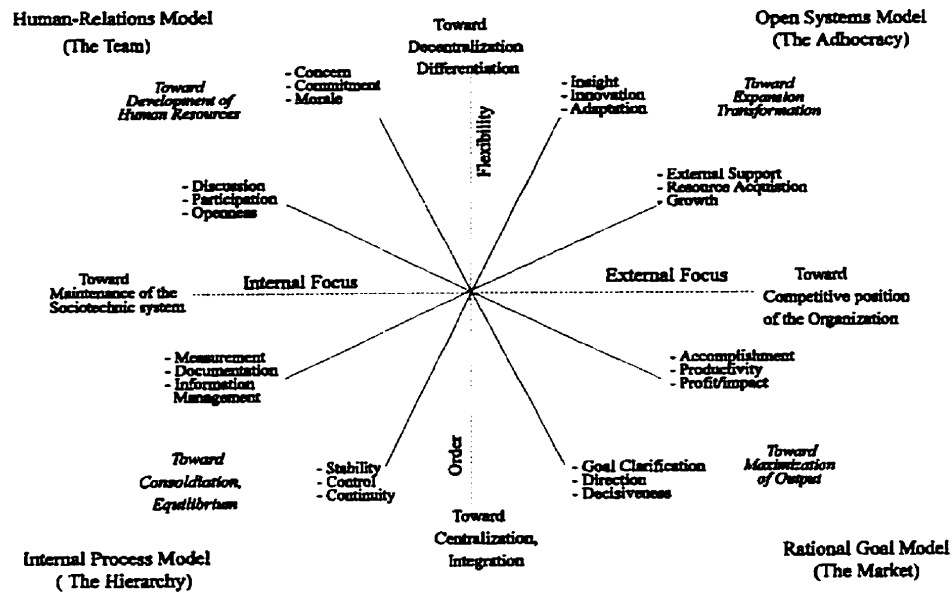 Human-Relations Model
(The Team)
Toward
Decentralization
Differentiation
Open Systems Model
(The Adhocracy)
Toward
Development of
Human Resources
- Concern
- Commitment
- Morale
Flexibility
- Insight
- Innovation
- Adaptation
Toward
Expansion
Transformation
- Discussion
- Participation
- Openness
- External Support
- Resource Acquistion
- Growth
Toward
Maintenance of the
Sociotechnic system
Internal Focus
External Focus
Toward
Competitive position
of the Organization
- Measurement
- Documentation
- Information
Management
- Accomplishment
- Productivity
- Profit/impact
Toward
Consoldiation,
Equilibrium
- Stability
- Control
- Continuity
Order
- Goal Clarification
- Direction
- Decisiveness
Toward
Maximization
of Output
Toward
Centralization,
Integration
Internal Process Model
( The Hierarchy)
Rational Goal Model
(The Market)